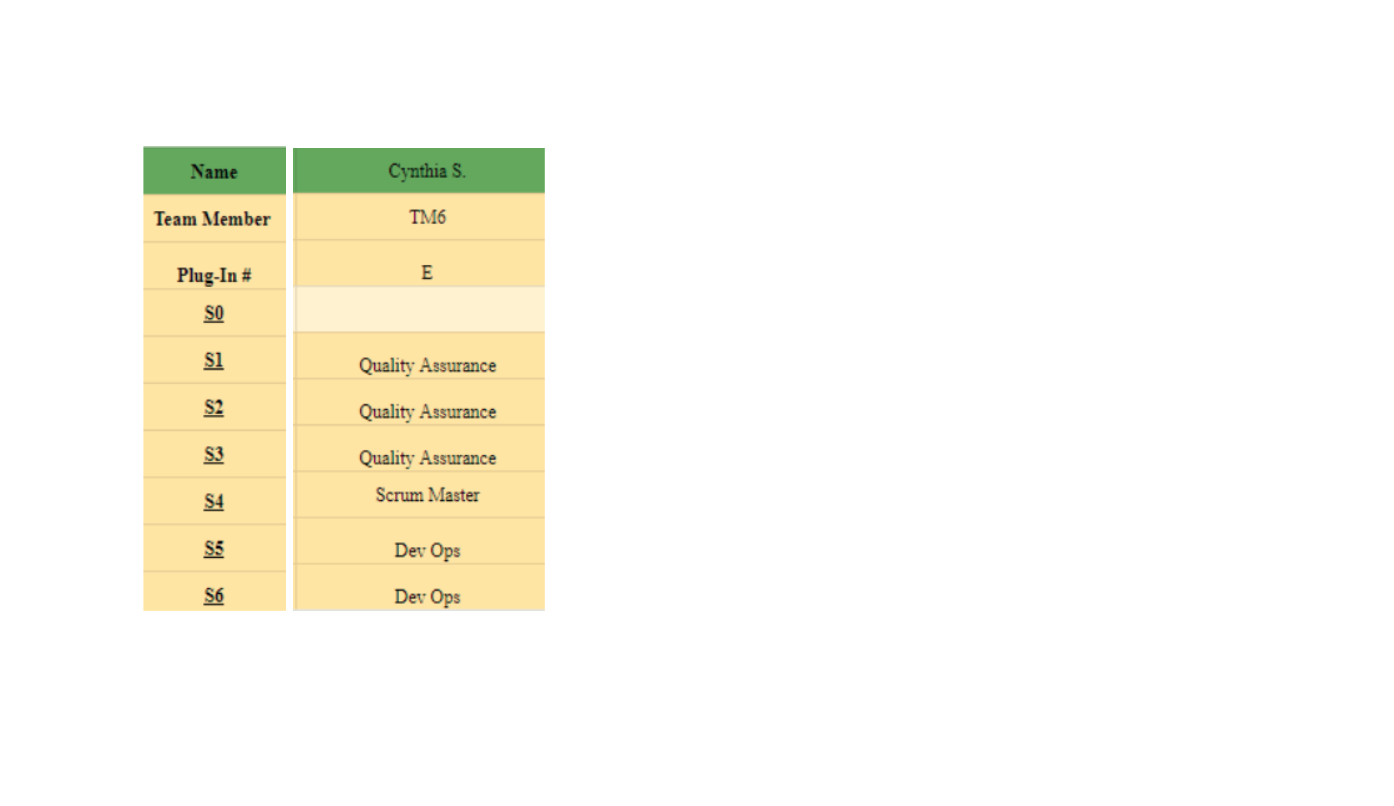 Name Cynthia S.
Team Member TM6
Plug-In # E
S0
S1 Quality Assurance
S2 Quality Assurance
S3 Quality Assurance
S4 Scrum Master
S5 Dev Ops
S6 Dev Ops